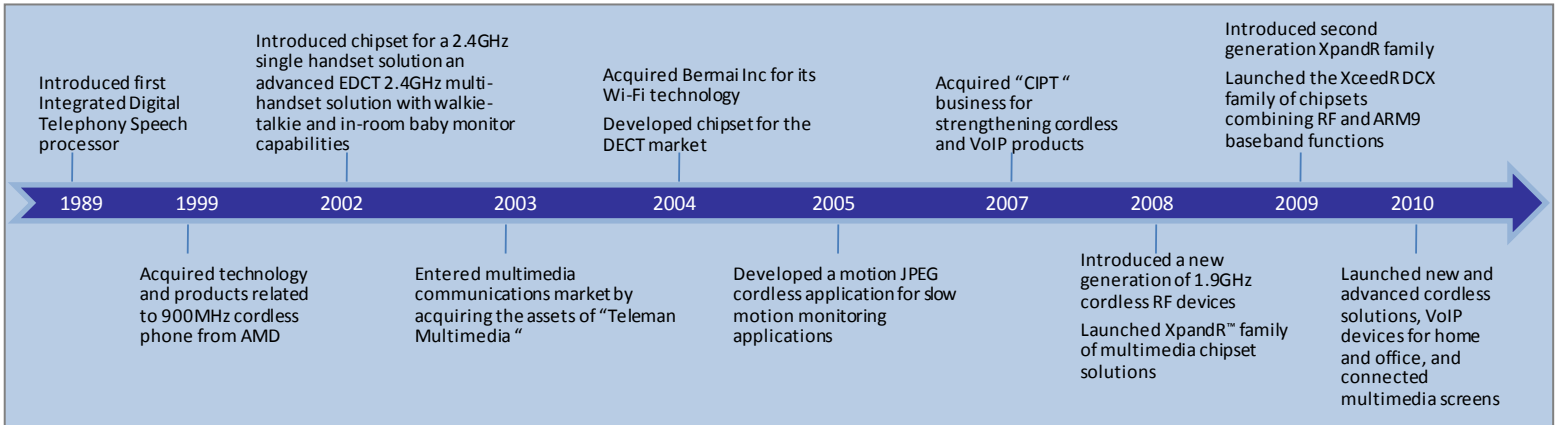 Introduced first
Integrated Digital
Telephony Speech
processor
Introduced chipset for a 2.4GHz
single handset solution an
advanced EDCT 2.4GHz multi-
handset solution with walkie-
talkie and in-room baby monitor
capabilities
Acquired Bermai Inc for its
Wi-Fi technology
Developed chipset for the
DECT market
Acquired “CIPT “
business for
strengthening cordless
and VoIP products
Introduced second
generation XpandR family
Launched the XceedR DCX
family of chipsets
combining RF and ARM9
baseband functions
1989 1999 2002 2003 2004 2005 2007 2008 2009 2010
Acquired technology
and products related
to 900MHz cordless
phone from AMD
Entered multimedia
communications market by
acquiring the assets of “Teleman
Multimedia “
Developed a motion JPEG
cordless application for slow
motion monitoring
applications
Introduced a new
generation of 1.9GHz
cordless RF devices
Launched XpandR™ family
of multimedia chipset
solutions
Launched new and
advanced cordless
solutions, VoIP
devices for home
and office, and
connected
multimedia screens